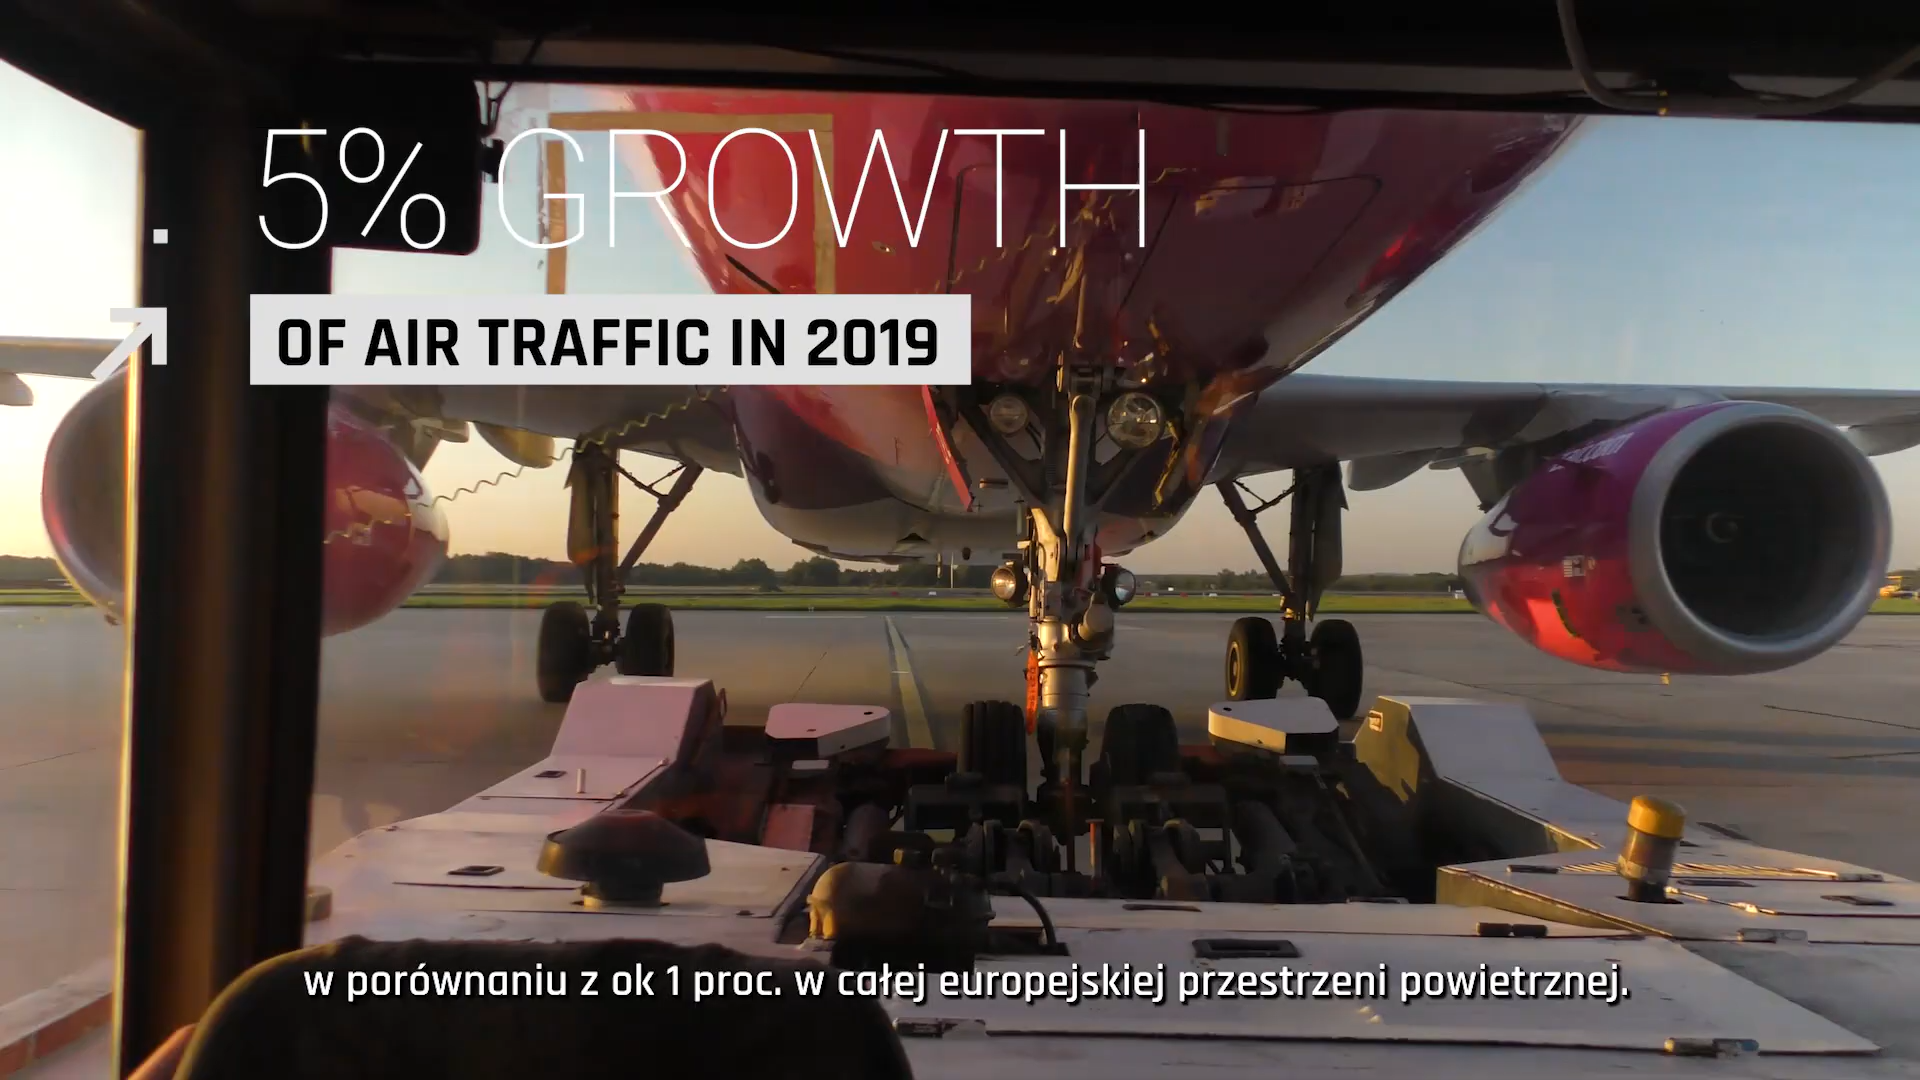 5% GROWTH
OF AIR TRAFFIC IN 2019
w porównaniu z ok 1 proc. w całej europejskiej przestrzeni powietrznej.